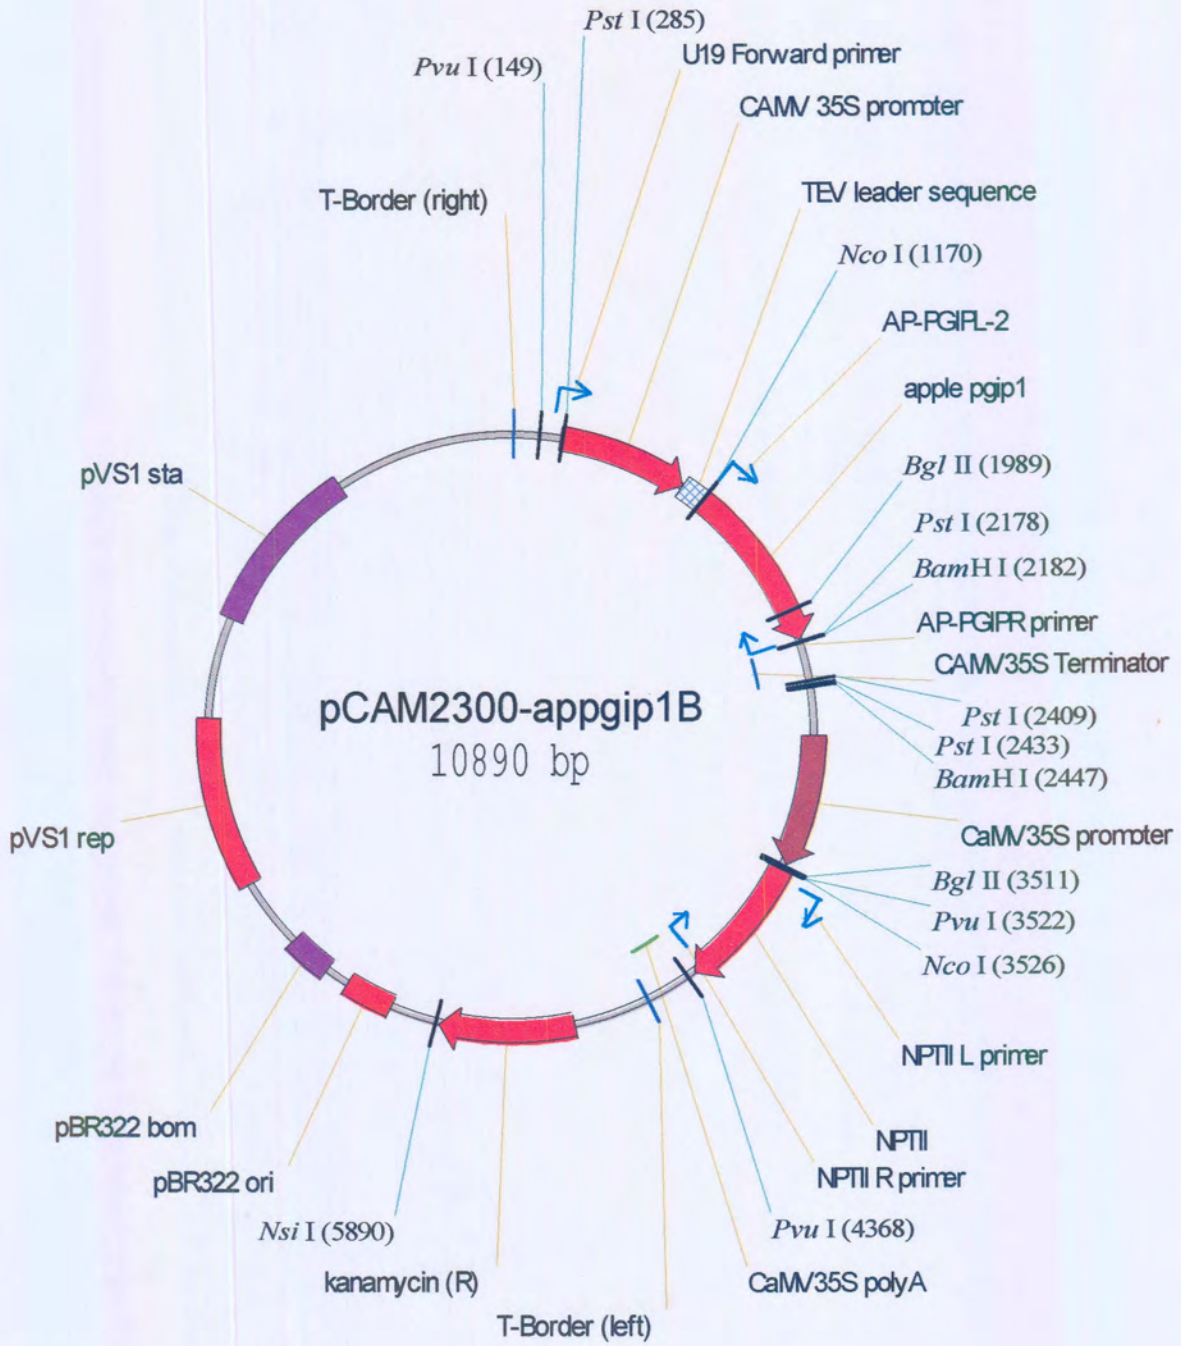 Pst I (285)
U19 Forward primer
Pvu I (149)
CAMV 35S promoter
T-Border (right)
TEV leader sequence
Nco I (1170)
AP-PGIPL-2
apple pgip1
pVS1 sta
Bgl II (1989)
Pst I (2178)
BamH I (2182)
AP-PGIPR primer
CAMV35S Terminator
pCAM2300-appgip1B
10890 bp
Pst I (2409)
Pst I (2433)
BamH I (2447)
pVS1 rep
CaMV35S promoter
Bgl II (3511)
Pvu I (3522)
Nco I (3526)
NPTII L primer
pBR322 bom
NPTII
pBR322 ori
NPTII R primer
Nsi I (5890)
Pvu I (4368)
kanamycin (R)
CaMV35S polyA
T-Border (left)